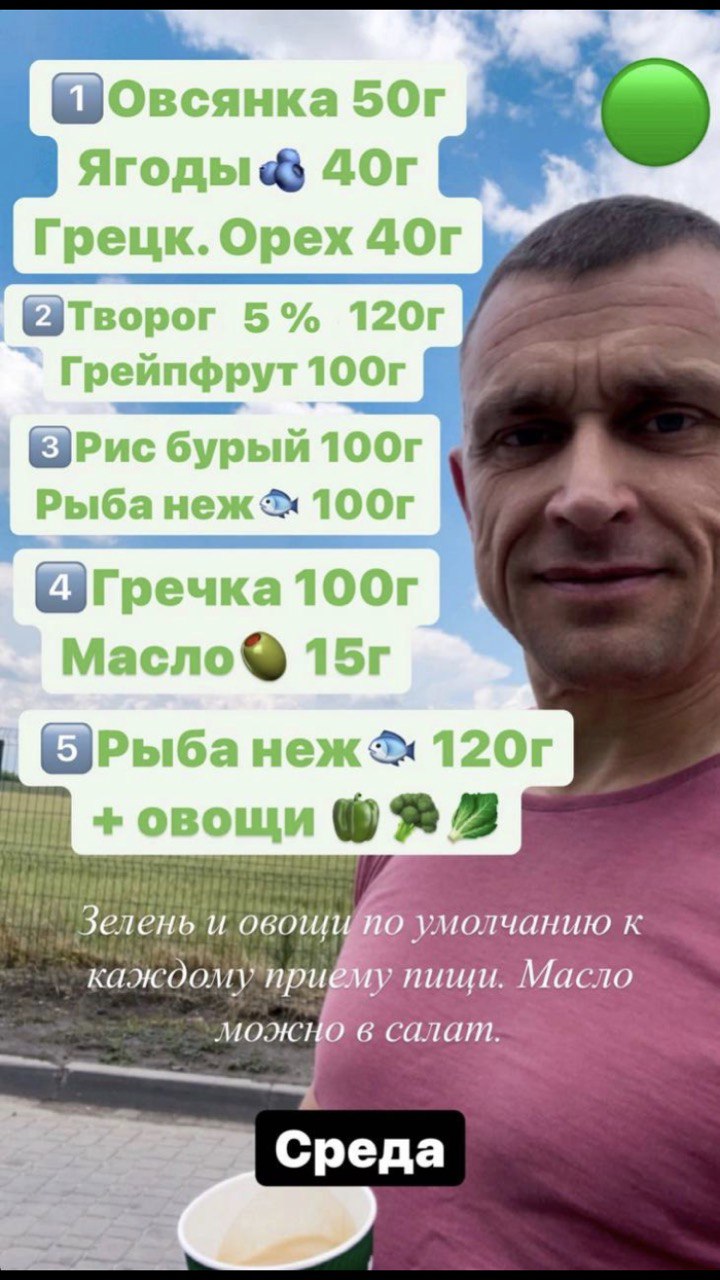 1 Овсянка 50г
Ягоды 40г
Грецк. Орех 40г
2 Творог 5 % 120г
Грейпфрут 100г
3 Рис бурый 100г
Рыба неж 100г
4 Гречка 100г
Масло 15г
5 Рыба неж 120г
+ овощи
Зелень и овощи по умолчанию к
каждому приему пищи. Масло
можно в салат.
Среда